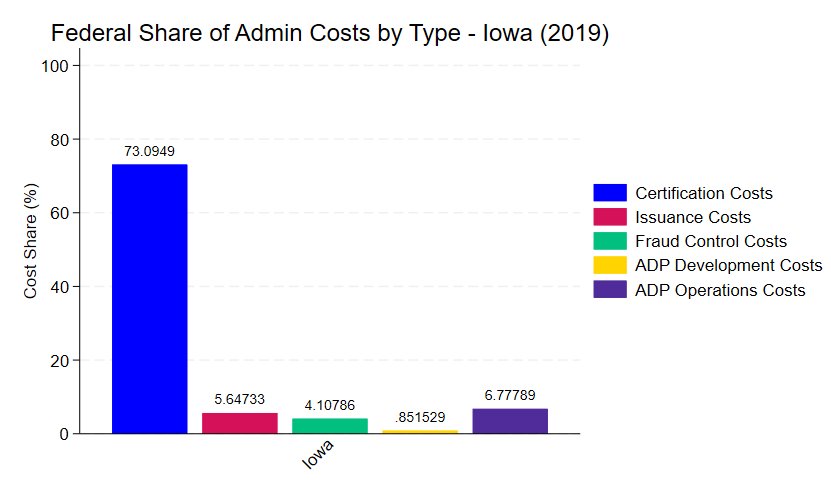 Federal Share of Admin Costs by Type - Iowa (2019)
Cost Share (%)
100
80
60
40
20
0
73.0949
5.64733
4.10786
.851529
6.77789
Iowa
Certification Costs
Issuance Costs
Fraud Control Costs
ADP Development Costs
ADP Operations Costs